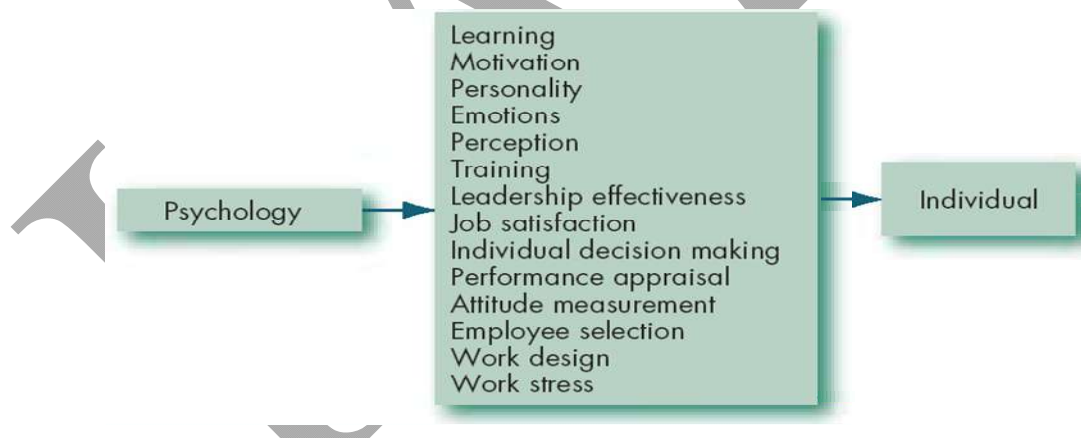 Psychology
Learning
Motivation
Personality
Emotions
Perception
Training
Leadership effectiveness
Job satisfaction
Individual decision making
Performance appraisal
Attitude measurement
Employee selection
Work design
Work stress
Individual